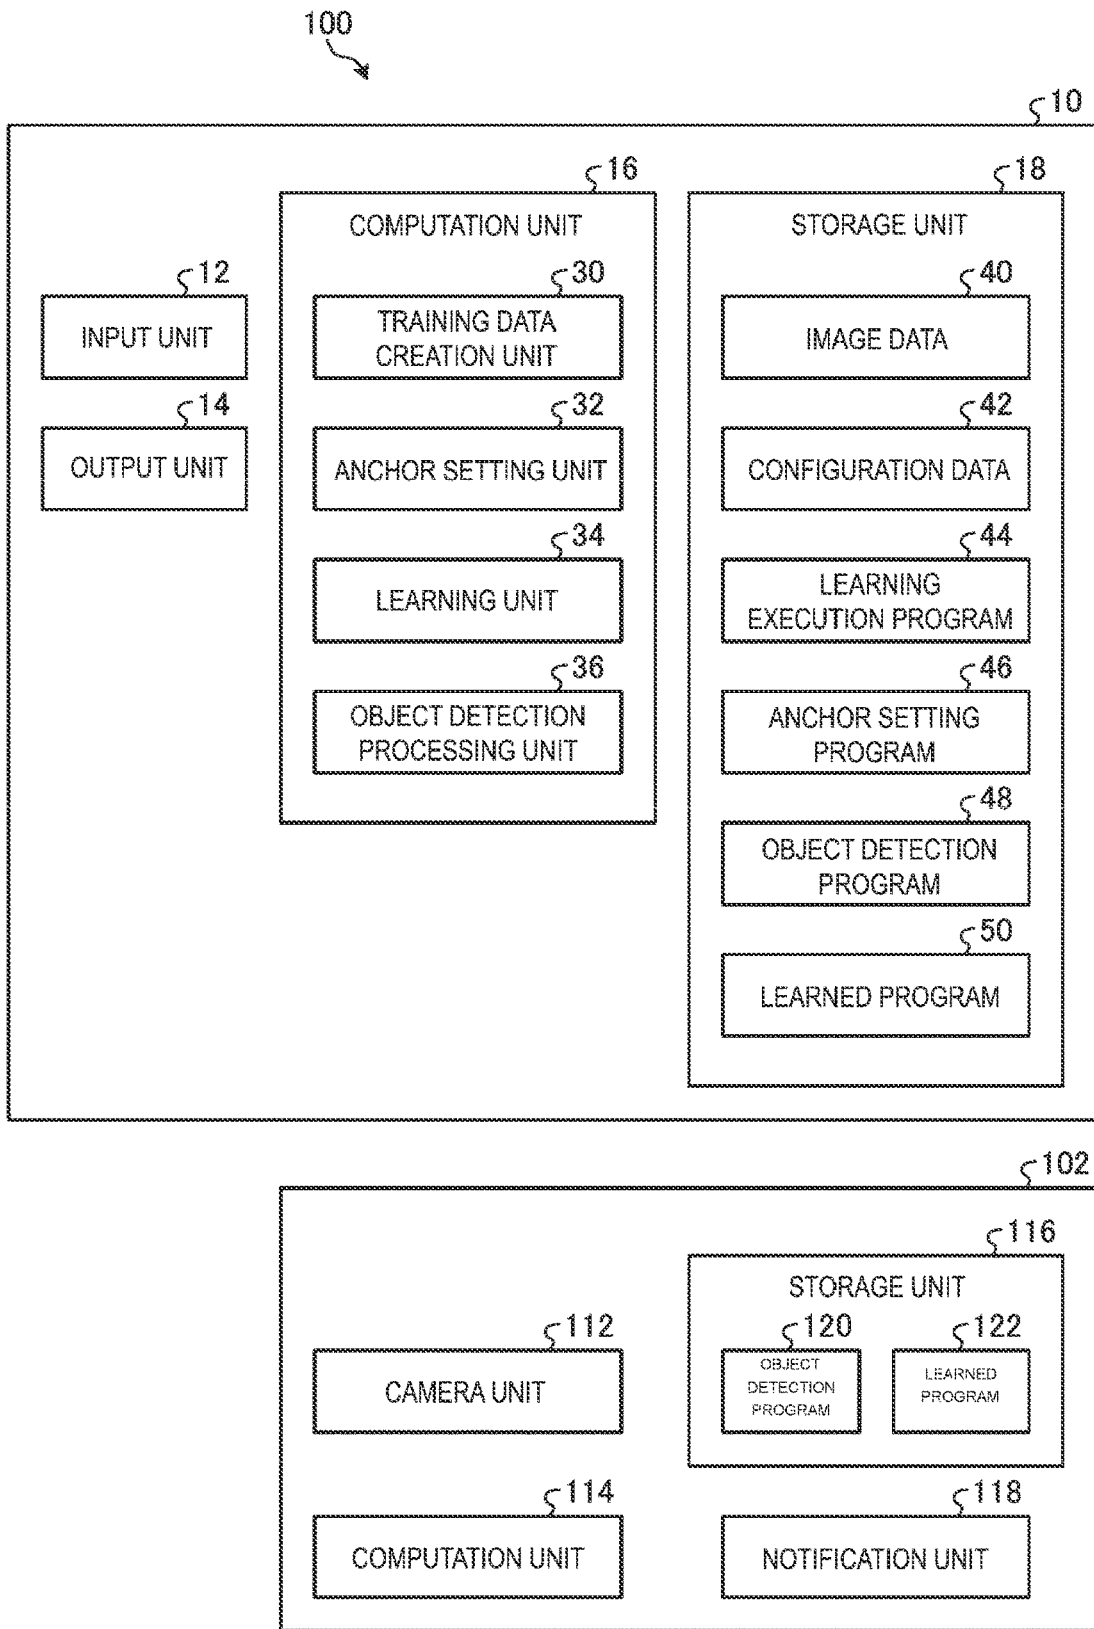 100
10
16
18
COMPUTATION UNIT
STORAGE UNIT
12
30
40
INPUT UNIT
TRAINING DATA
CREATION UNIT
IMAGE DATA
14
32
42
OUTPUT UNIT
ANCHOR SETTING UNIT
CONFIGURATION DATA
34
44
LEARNING UNIT
LEARNING
EXECUTION PROGRAM
36
46
OBJECT DETECTION
PROCESSING UNIT
ANCHOR SETTING
PROGRAM
48
OBJECT DETECTION
PROGRAM
50
LEARNED PROGRAM
102
116
STORAGE UNIT
112
120
122
CAMERA UNIT
OBJECT
DETECTION
PROGRAM
LEARNED
PROGRAM
114
118
COMPUTATION UNIT
NOTIFICATION UNIT